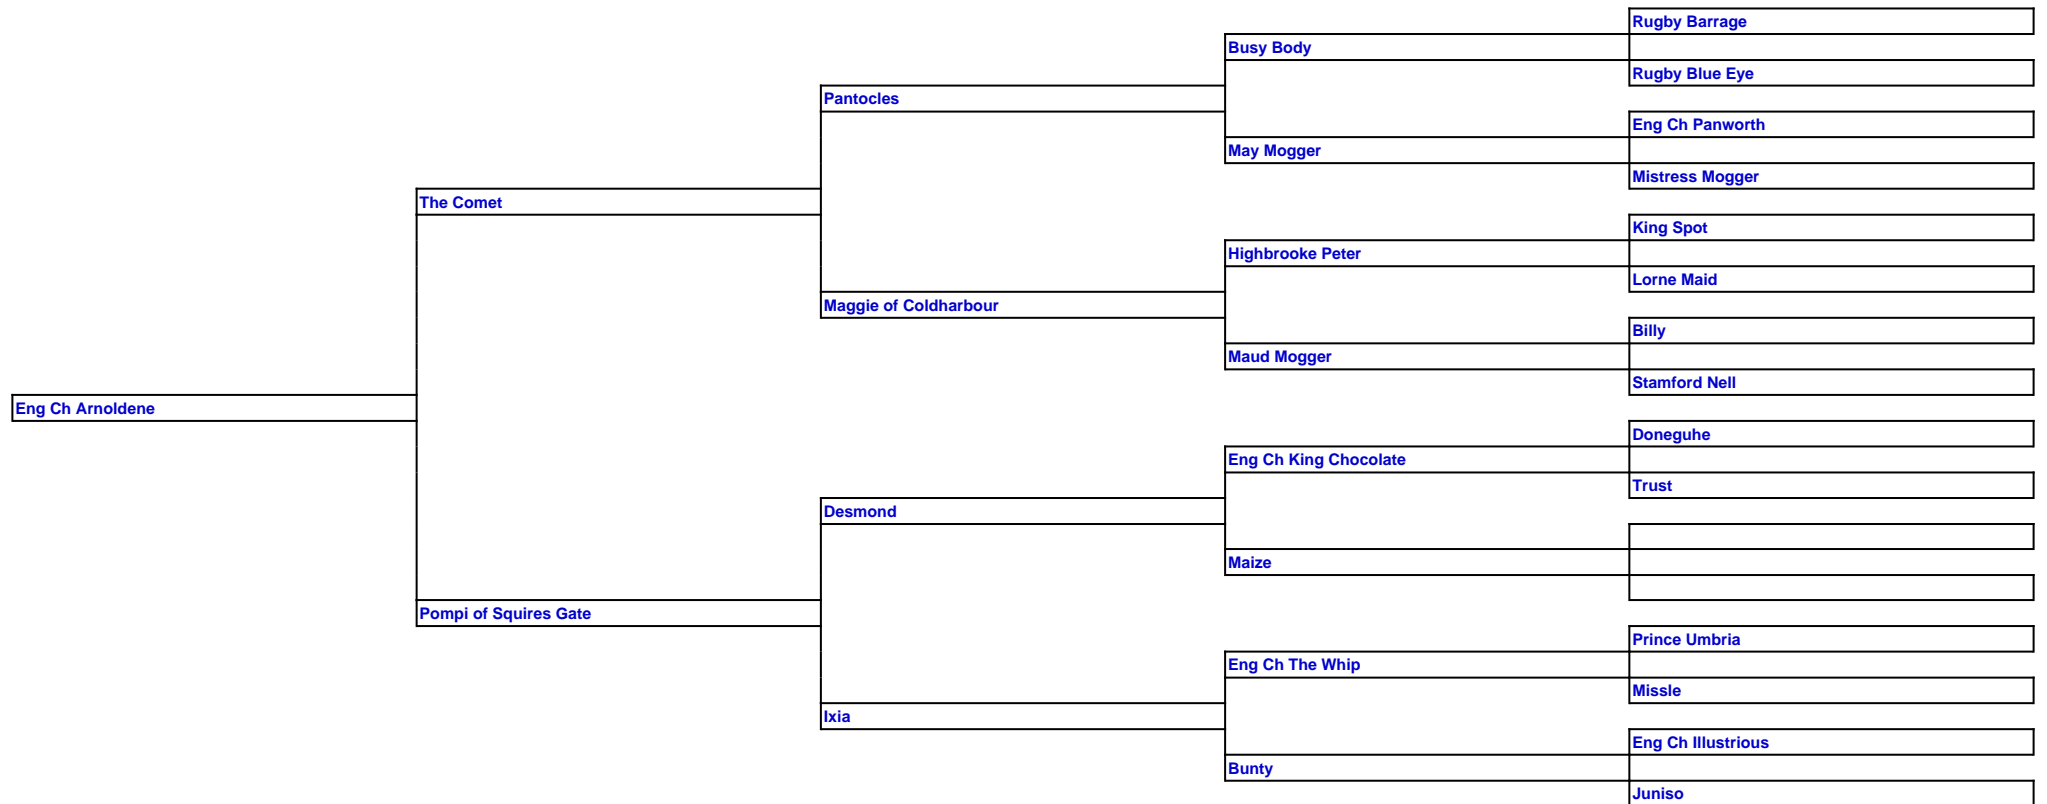 Rugby Barrage
Busy Body
Rugby Blue Eye
Pantocles
Eng Ch Panworth
May Mogger
Mistress Mogger
The Comet
King Spot
Highbrooke Peter
Lorne Maid
Maggie of Coldharbour
Billy
Maud Mogger
Stamford Nell
Eng Ch Arnoldene
Doneguhe
Eng Ch King Chocolate
Trust
Desmond
Maize
Pompi of Squires Gate
Prince Umbria
Eng Ch The Whip
Missle
Ixia
Eng Ch Illustrious
Bunty
Juniso